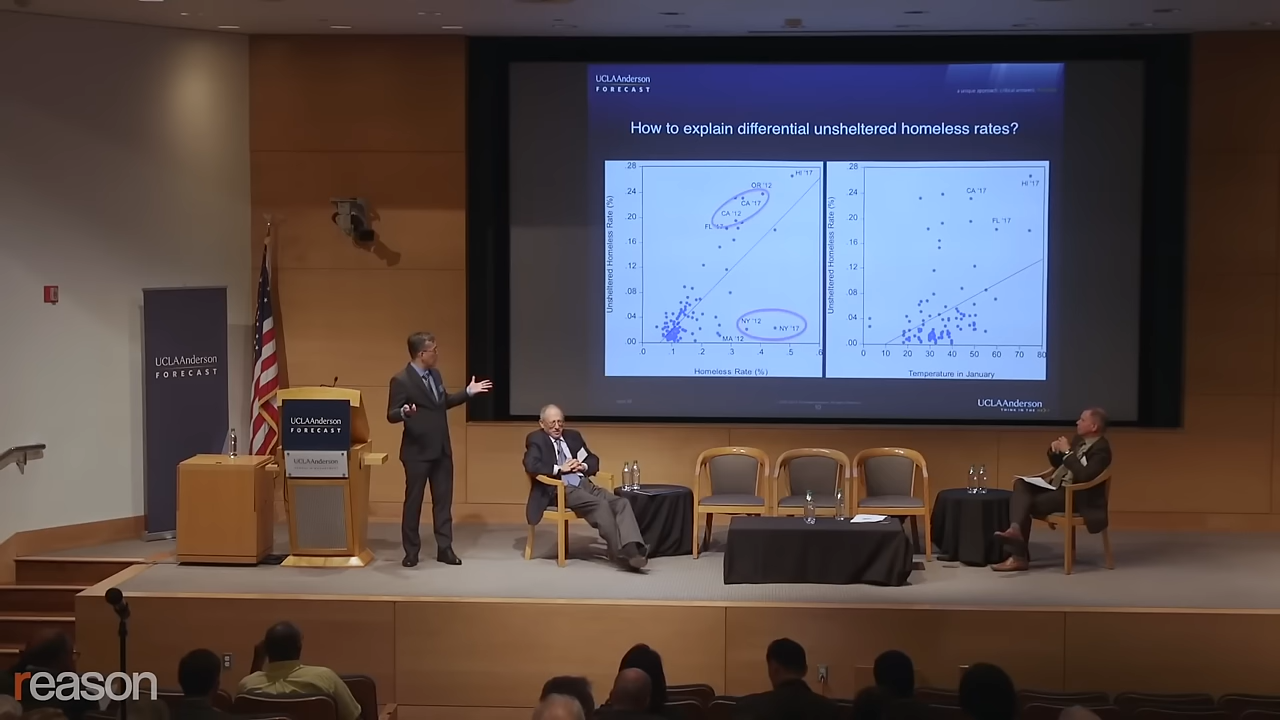 UCLAAnderson
FORECAST
How to explain differential unsheltered homeless rates?
Unsheltered Homeless Rate (%)
.28
.24
.20
.16
.12
.08
.04
.00
HI '17
OR '12
CA '17
CA '12
NY '12
NY '17
MA '12
.0
.1
.2
.3
.4
.5
.6
Homeless Rate (%)
Unsheltered Homeless Rate (%)
.28
.24
.20
.16
.12
.08
.04
.00
HI '17
CA '17
FL '17
0
10
20
30
40
50
60
70
80
Temperature in January
UCLAAnderson
UCLAAnderson
FORECAST
UCLAAnderson
FORECAST
UCLAAnderson
reason